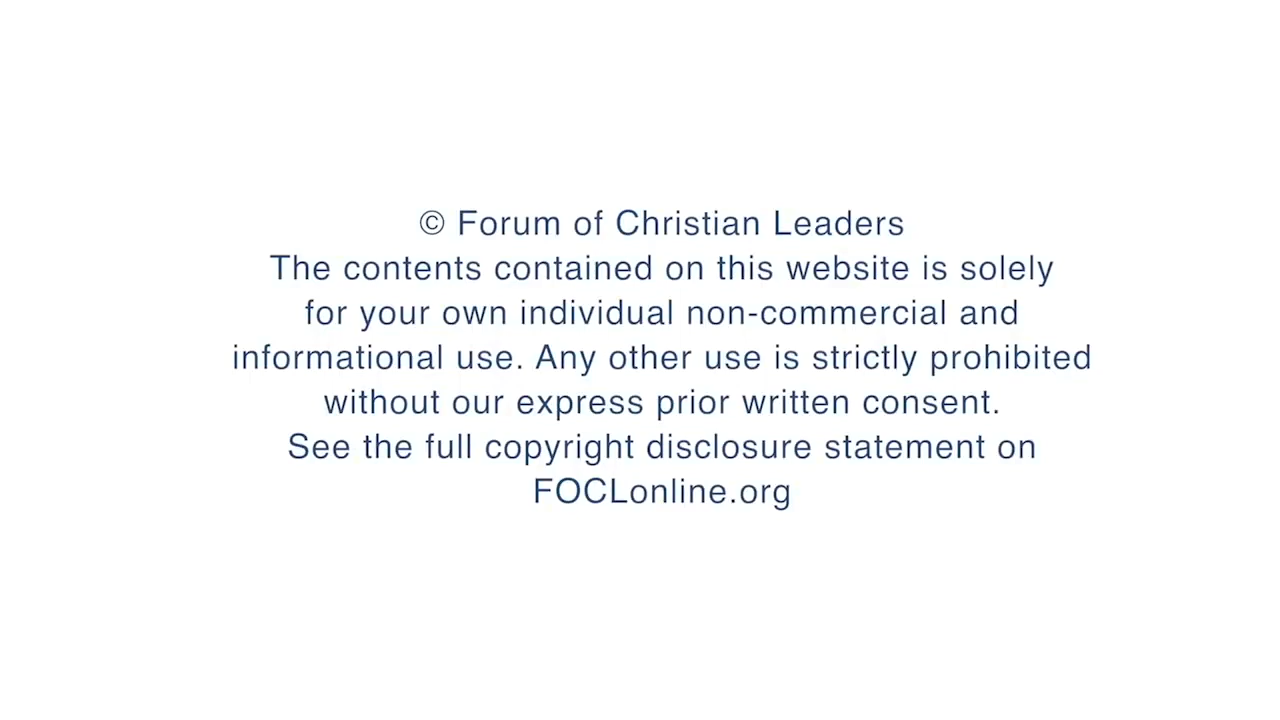 © Forum of Christian Leaders
The contents contained on this website is solely
for your own individual non-commercial and
informational use. Any other use is strictly prohibited
without our express prior written consent.
See the full copyright disclosure statement on
FOCLonline.org